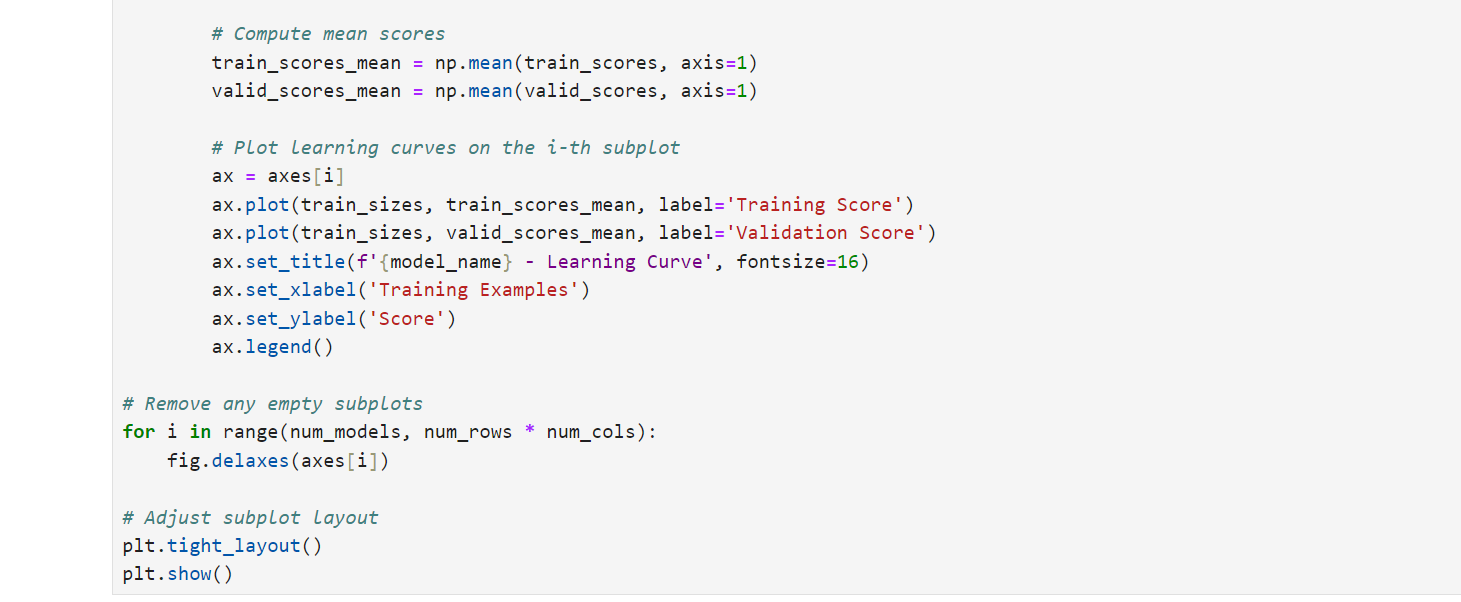 # Compute mean scores
train_scores_mean = np.mean(train_scores, axis=1)
valid_scores_mean = np.mean(valid_scores, axis=1)
# Plot learning curves on the i-th subplot
ax = axes[i]
ax.plot(train_sizes, train_scores_mean, label='Training Score')
ax.plot(train_sizes, valid_scores_mean, label='Validation Score')
ax.set_title(f'{model_name} - Learning Curve', fontsize=16)
ax.set_xlabel('Training Examples')
ax.set_ylabel('Score')
ax.legend()
# Remove any empty subplots
for i in range(num_models, num_rows * num_cols):
fig.delaxes(axes[i])
# Adjust subplot layout
plt.tight_layout()
plt.show()